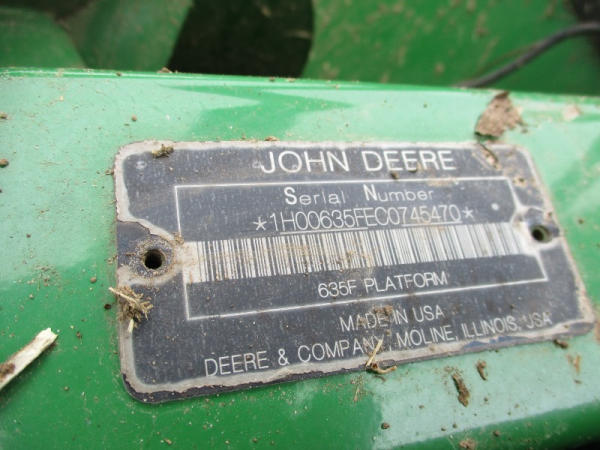 JOHN DEERE
Serial Number
*1H00635FEC0745470*
635F PLATFORM
MADE IN USA
DEERE & COMPANY MOLINE, ILLINOIS, USA